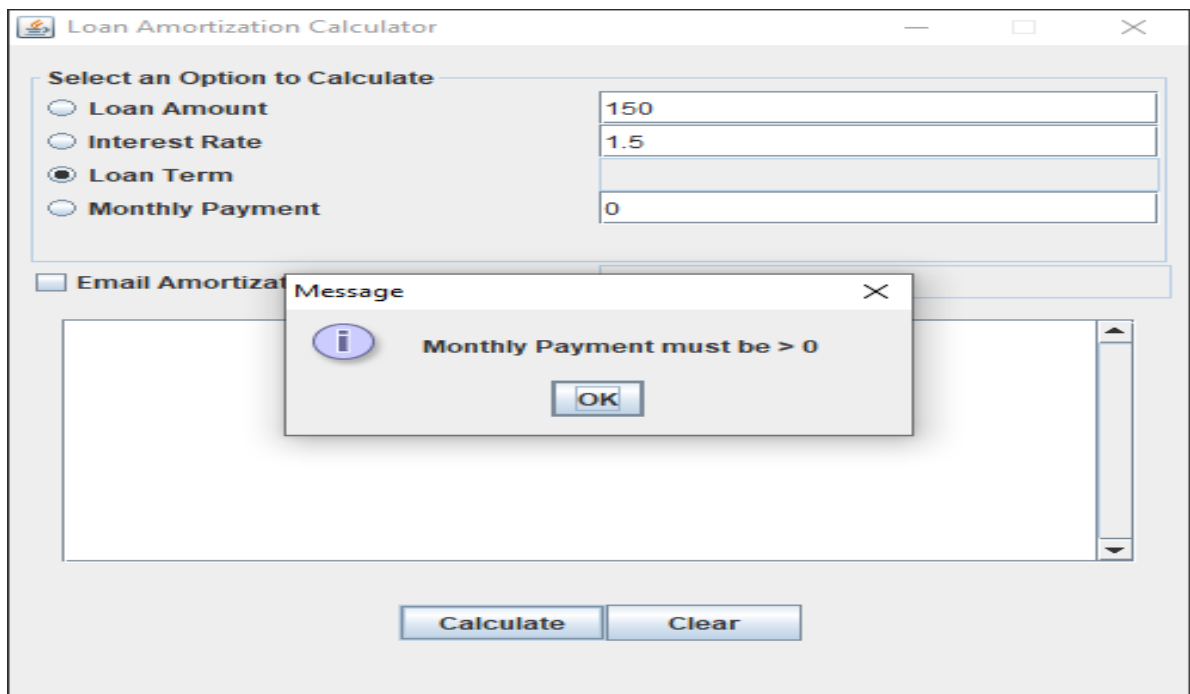 Loan Amortization Calculator
Select an Option to Calculate
Loan Amount 150
Interest Rate 1.5
Loan Term
Monthly Payment 0
Email
Message
i
Monthly Payment must be > 0
OK
Calculate Clear